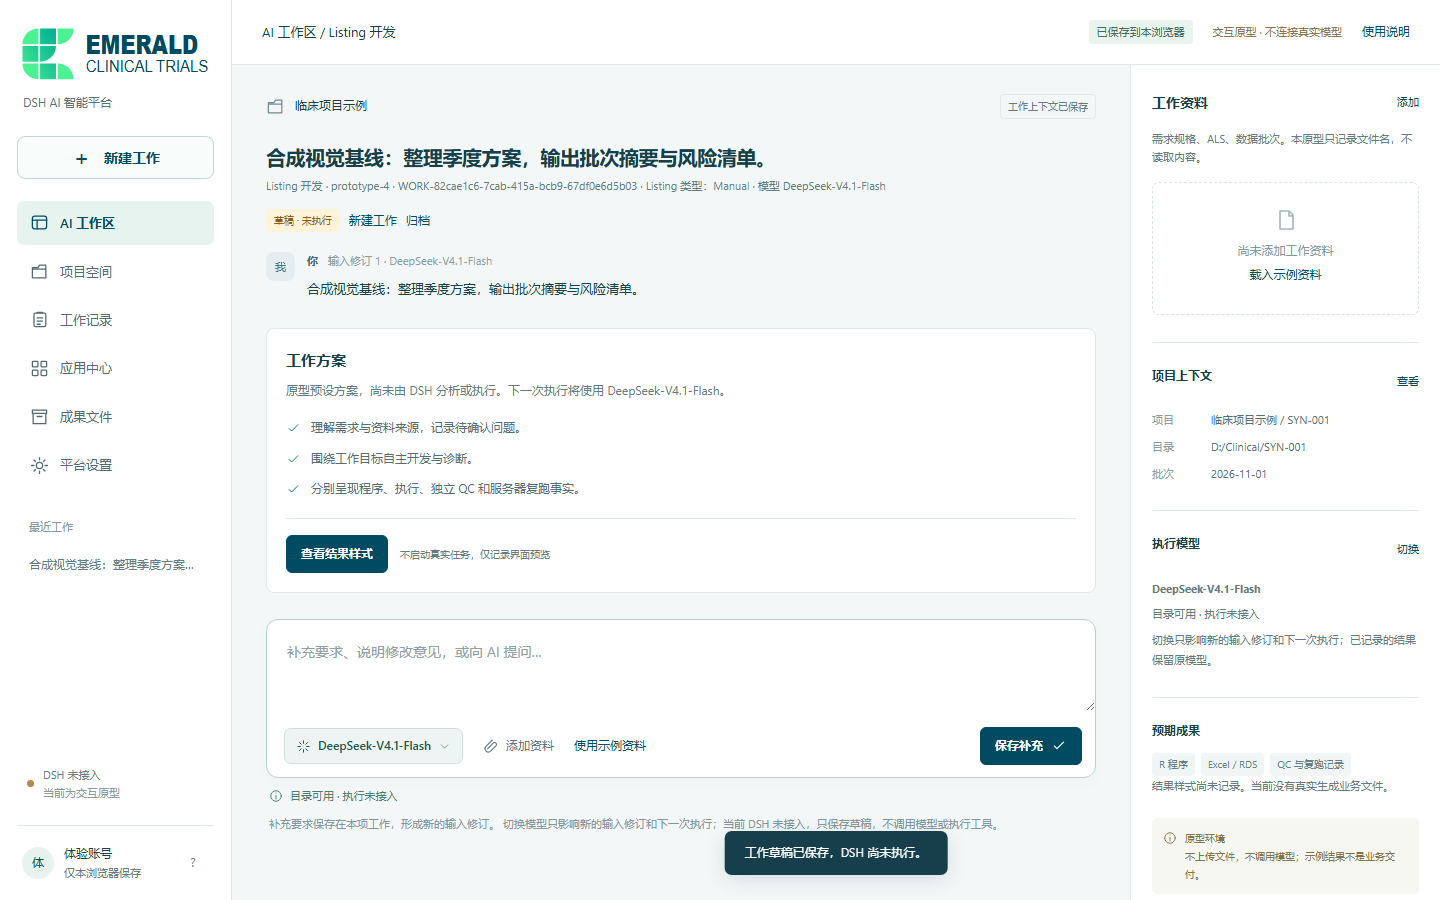 EMERALD
CLINICAL TRIALS
DSH AI 智能平台
+ 新建工作
AI 工作区
项目空间
工作记录
应用中心
成果文件
平台设置
最近工作
合成视觉基线：整理季度方案...
DSH 未接入
当前为交互原型
体
体验账号
仅本浏览器保存
?
AI 工作区 / Listing 开发
已保存到本浏览器
交互原型 · 不连接真实模型
使用说明
临床项目示例
工作上下文已保存
合成视觉基线：整理季度方案，输出批次摘要与风险清单。
Listing 开发 · prototype-4 · WORK-82cae1c6-7cab-415a-bcb9-67df0e6d5b03 · Listing 类型：Manual · 模型 DeepSeek-V4.1-Flash
草稿 · 未执行
新建工作
归档
我
你 输入修订 1 · DeepSeek-V4.1-Flash
合成视觉基线：整理季度方案，输出批次摘要与风险清单。
工作方案
原型预设方案，尚未由 DSH 分析或执行。下一次执行将使用 DeepSeek-V4.1-Flash。
理解需求与资料来源，记录待确认问题。
围绕工作目标自主开发与诊断。
分别呈现程序、执行、独立 QC 和服务器复跑事实。
查看结果样式
不启动真实任务，仅记录界面预览
补充要求、说明修改意见，或向 AI 提问...
DeepSeek-V4.1-Flash
添加资料
使用示例资料
保存补充
目录可用 · 执行未接入
补充要求保存在本项工作，形成新的输入修订。 切换模型只影响新的输入修订和下一次执行；当前 DSH 未接入，只保存草稿，不调用模型或执行工具。
工作草稿已保存，DSH 尚未执行。
工作资料
添加
需求规格、ALS、数据批次。本原型只记录文件名，不
读取内容。
尚未添加工作资料
载入示例资料
项目上下文
查看
项目 临床项目示例 / SYN-001
目录 D:/Clinical/SYN-001
批次 2026-11-01
执行模型
切换
DeepSeek-V4.1-Flash
目录可用 · 执行未接入
切换只影响新的输入修订和下一次执行；已记录的结果
保留原模型。
预期成果
R 程序
Excel / RDS
QC 与复跑记录
结果样式尚未记录。当前没有真实生成业务文件。
原型环境
不上传文件，不调用模型；示例结果不是业务交
付。